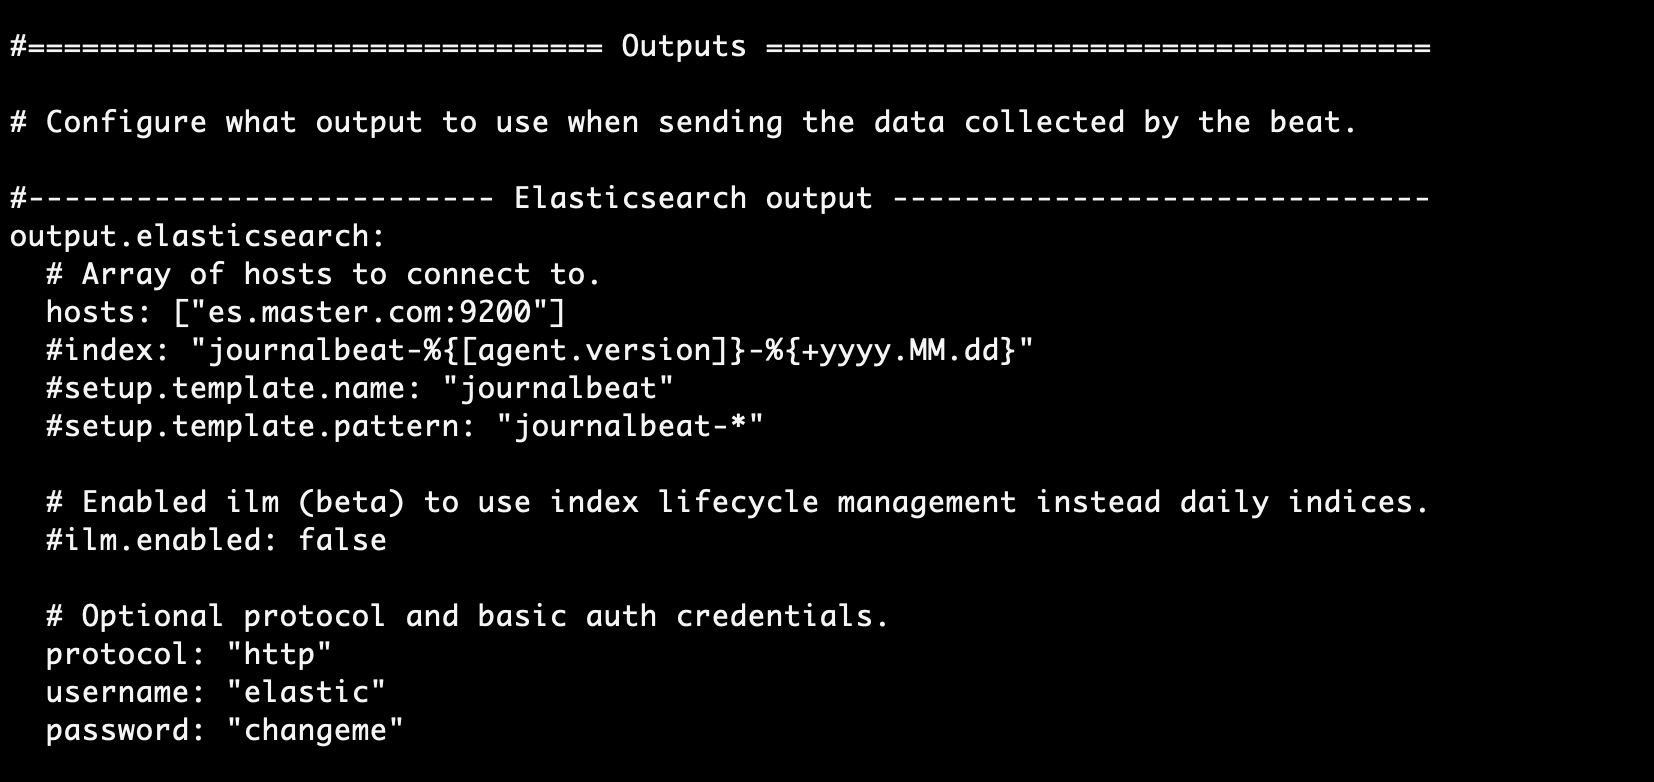 #================================ Outputs =====================================
# Configure what output to use when sending the data collected by the beat.
#-------------------------- Elasticsearch output ------------------------------
output.elasticsearch:
  # Array of hosts to connect to.
  hosts: ["es.master.com:9200"]
  #index: "journalbeat-%{[agent.version]}-%{+yyyy.MM.dd}"
  #setup.template.name: "journalbeat"
  #setup.template.pattern: "journalbeat-*"
  # Enabled ilm (beta) to use index lifecycle management instead daily indices.
  #ilm.enabled: false
  # Optional protocol and basic auth credentials.
  protocol: "http"
  username: "elastic"
  password: "changeme"